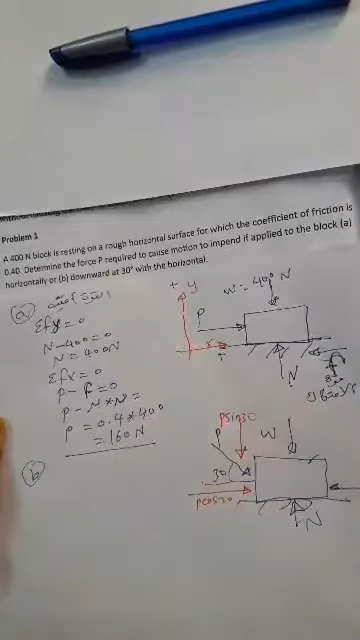 Problem 1
A 400 N block is resting on a rough horizontal surface for which the coefficient of friction is
0.40. Determine the force P required to cause motion to impend if applied to the block (a)
horizontally or (b) downward at 30° with the horizontal.
(a)
Σfy = 0
N-400=0
N = 400N
Σfx = 0
P - F = 0
P - M×N =
P = 0.4×400
= 160 N
+ y
W = 400 N
P
x
+
N
(b)
PSin30
P
W
30
Pcos30
N